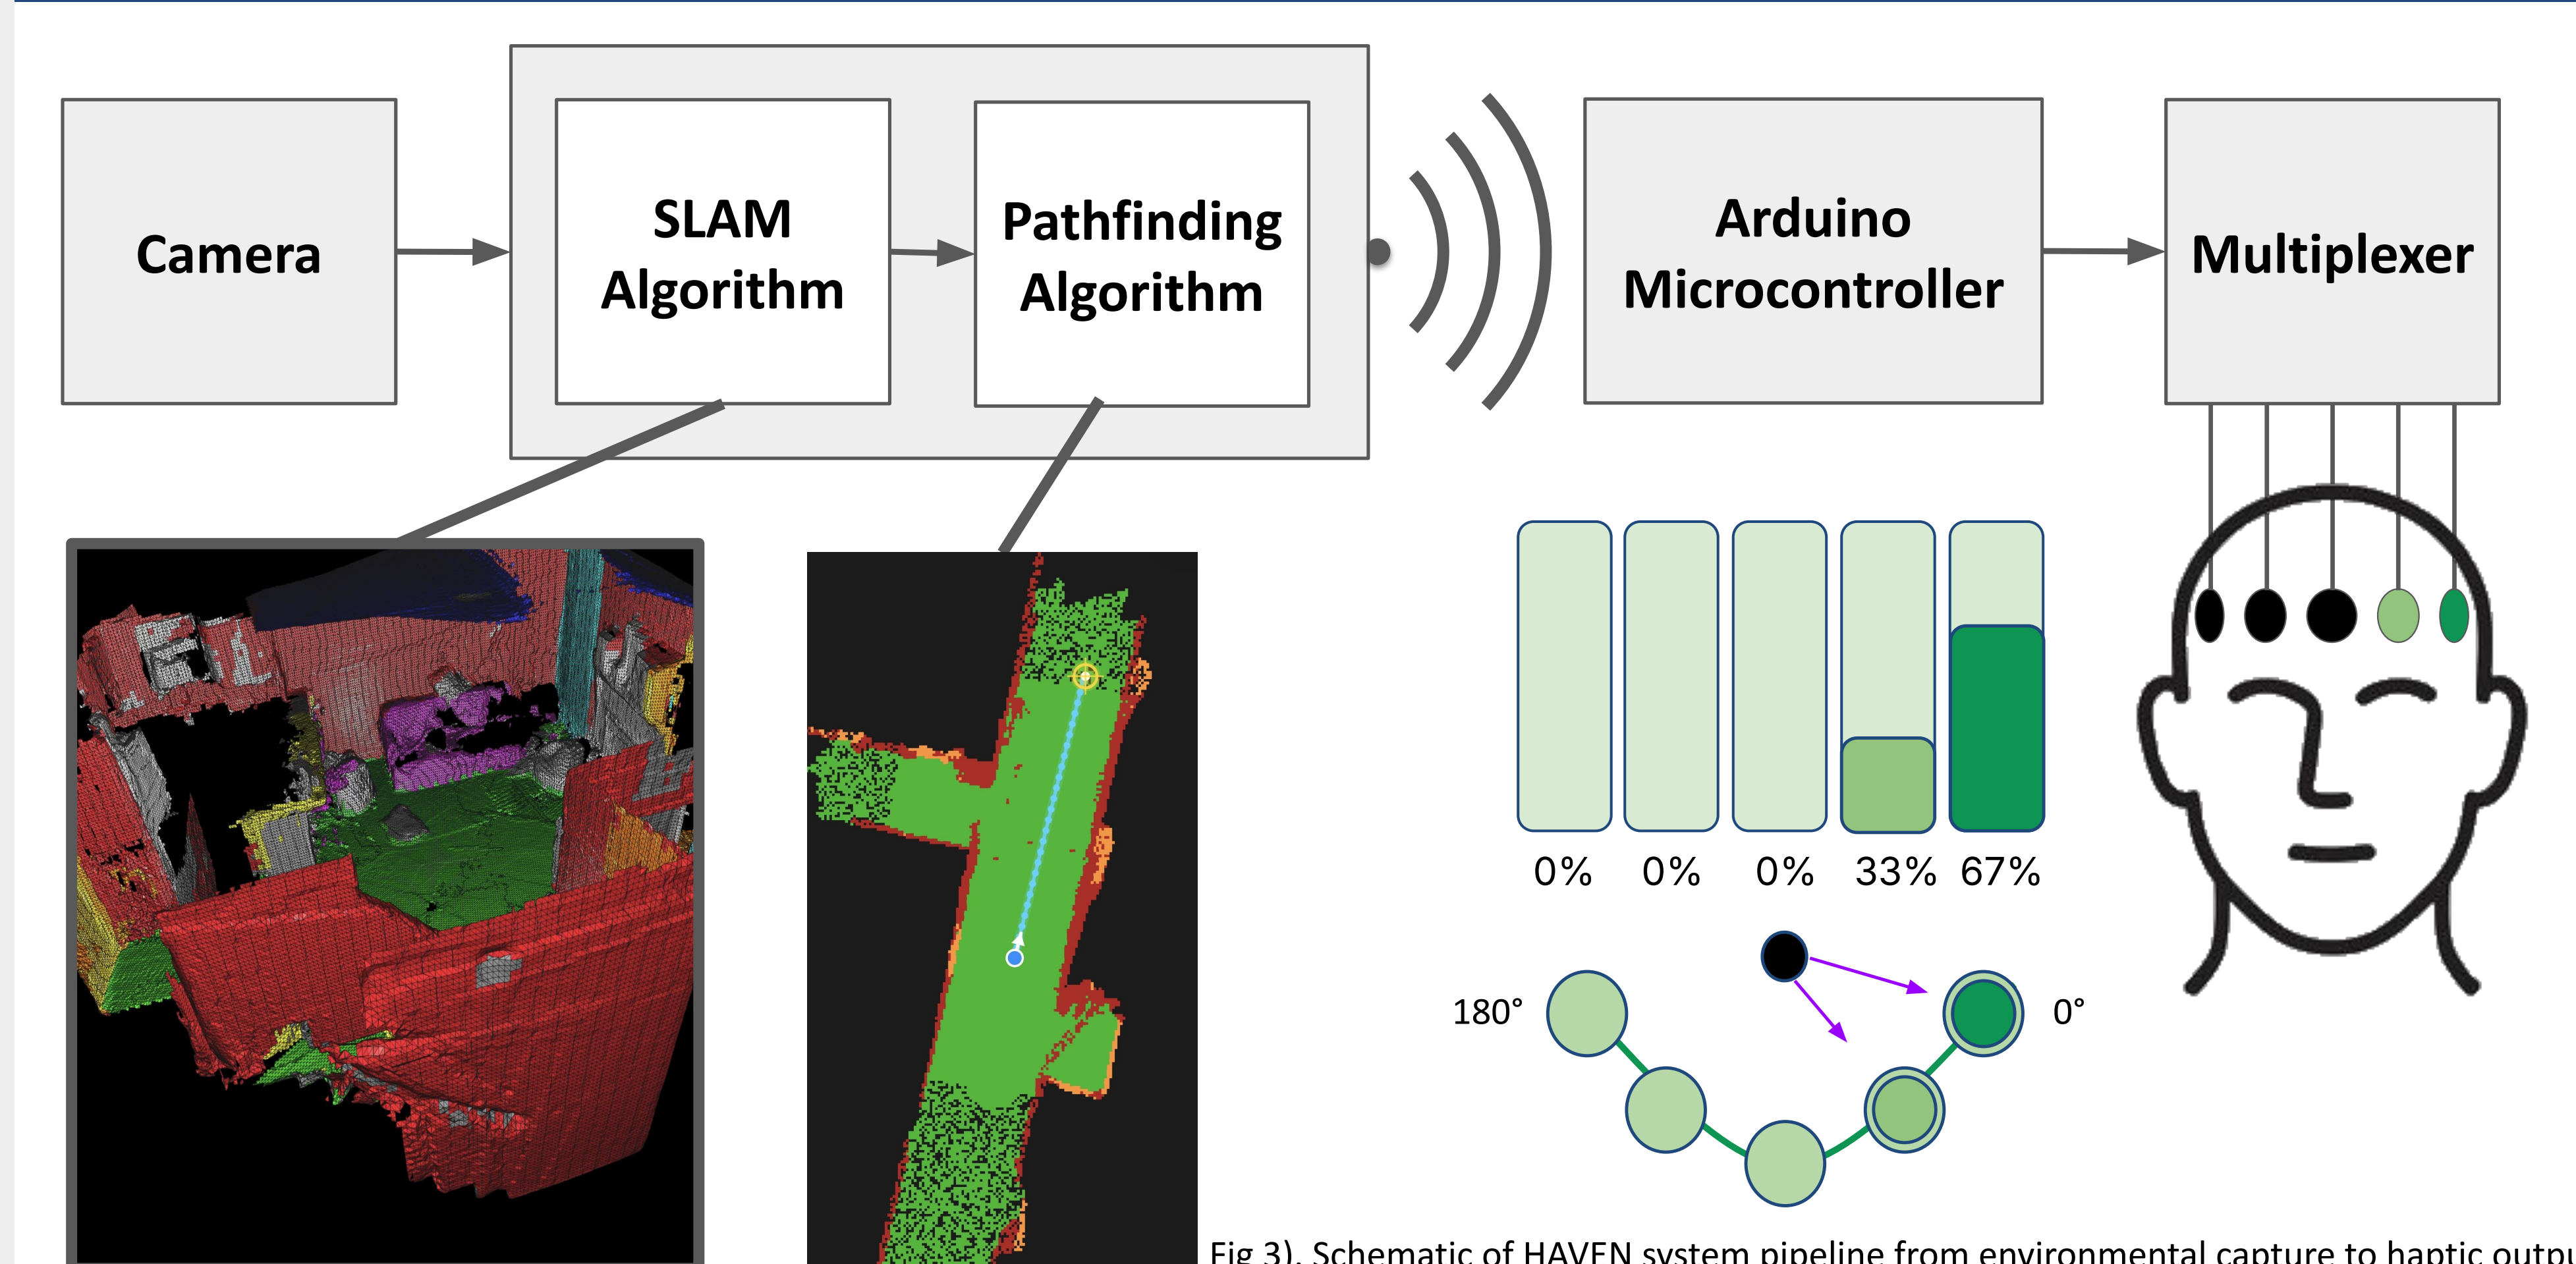 Camera
SLAM
Algorithm
Pathfinding
Algorithm
Arduino
Microcontroller
Multiplexer
0% 0% 0% 33% 67%
180° 0°
Fig 3). Schematic of HAVEN system pipeline from environmental capture to haptic outpu